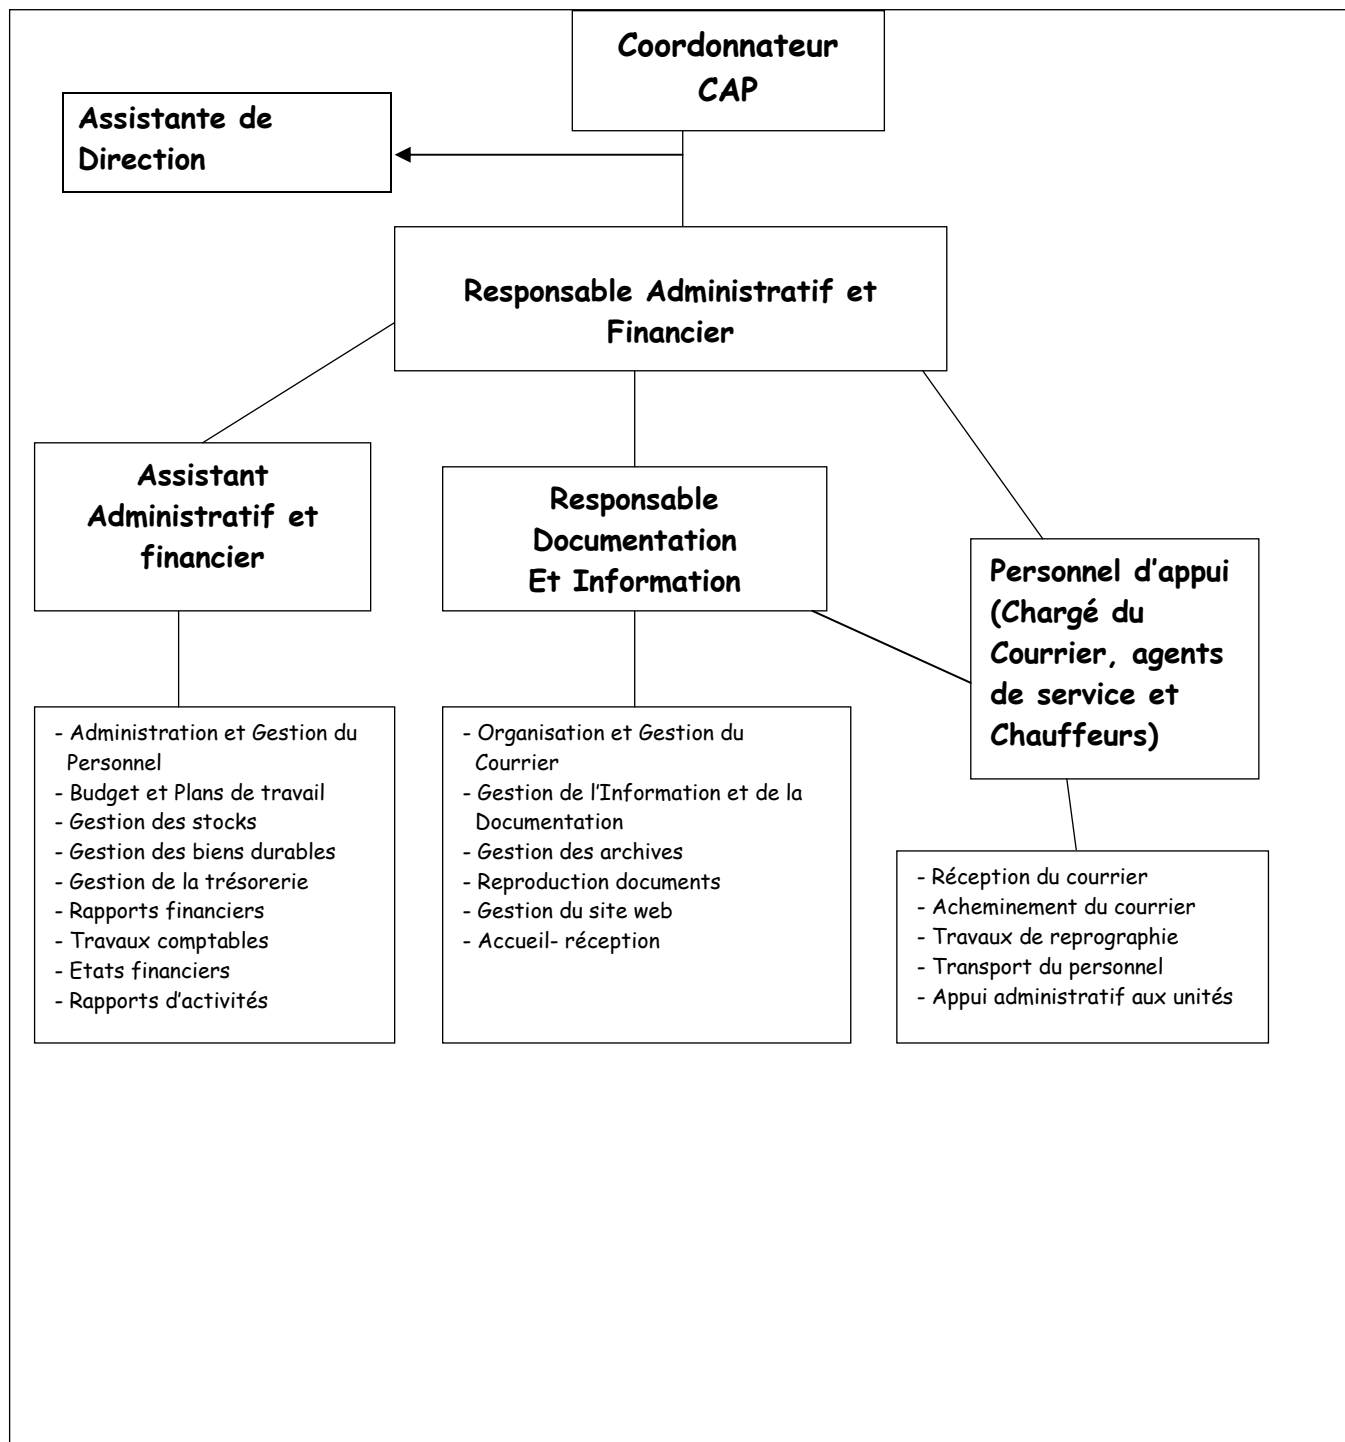 Coordonnateur
CAP
Assistante de
Direction
Responsable Administratif et
Financier
Assistant
Administratif et
financier
Responsable
Documentation
Et Information
Personnel d’appui
(Chargé du
Courrier, agents
de service et
Chauffeurs)
- Administration et Gestion du
Personnel
- Budget et Plans de travail
- Gestion des stocks
- Gestion des biens durables
- Gestion de la trésorerie
- Rapports financiers
- Travaux comptables
- Etats financiers
- Rapports d’activités
- Organisation et Gestion du
Courrier
- Gestion de l’Information et de la
Documentation
- Gestion des archives
- Reproduction documents
- Gestion du site web
- Accueil- réception
- Réception du courrier
- Acheminement du courrier
- Travaux de reprographie
- Transport du personnel
- Appui administratif aux unités